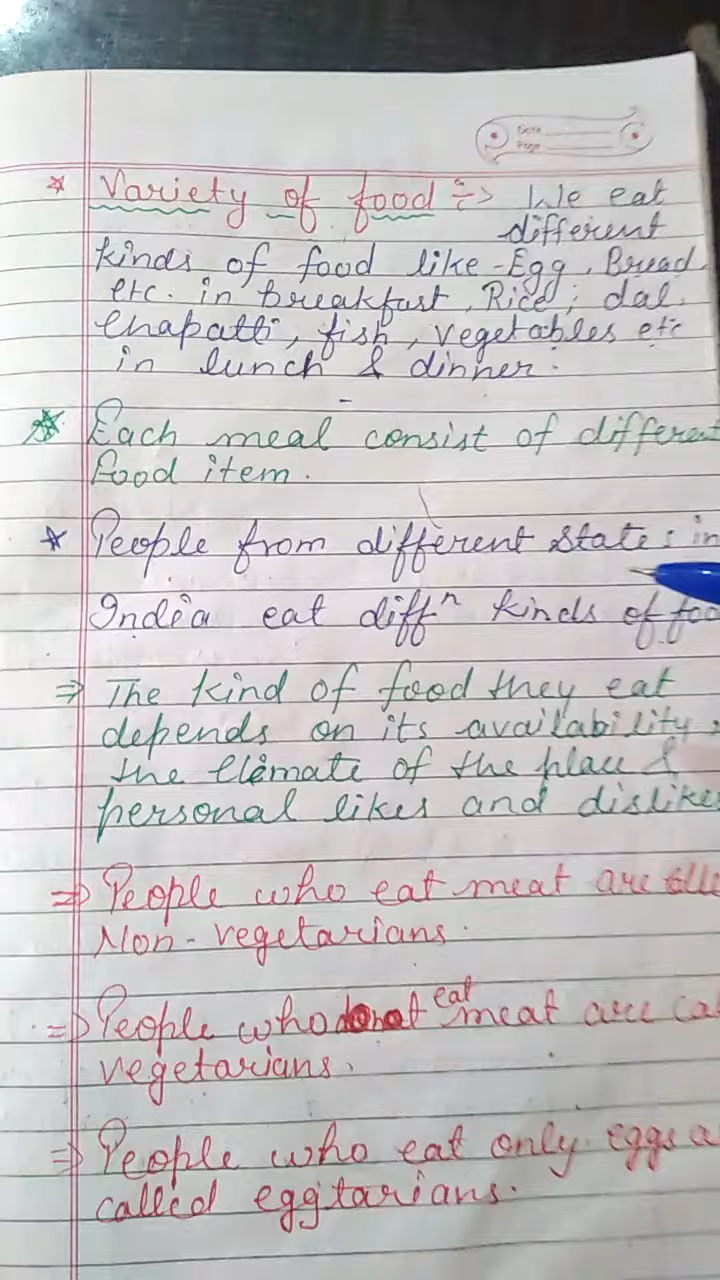 Date
Page
* Variety of food ÷> We eat
different
kinds of food like -Egg, Bread
etc. in breakfast, Rice, dal,
Chapatti, fish, vegetables etc
in lunch & dinner.
* Each meal consist of different
food item.
* People from different states in
India eat diffⁿ kinds of foo
⇒ The kind of food they eat
depends on its availability,
the climate of the place &
personal likes and dislike
⇒ People who eat meat are
Non-vegetarians.
⇒ People who donot eat meat are ca
vegetarians.
⇒ People who eat only eggs a
called eggtarians.